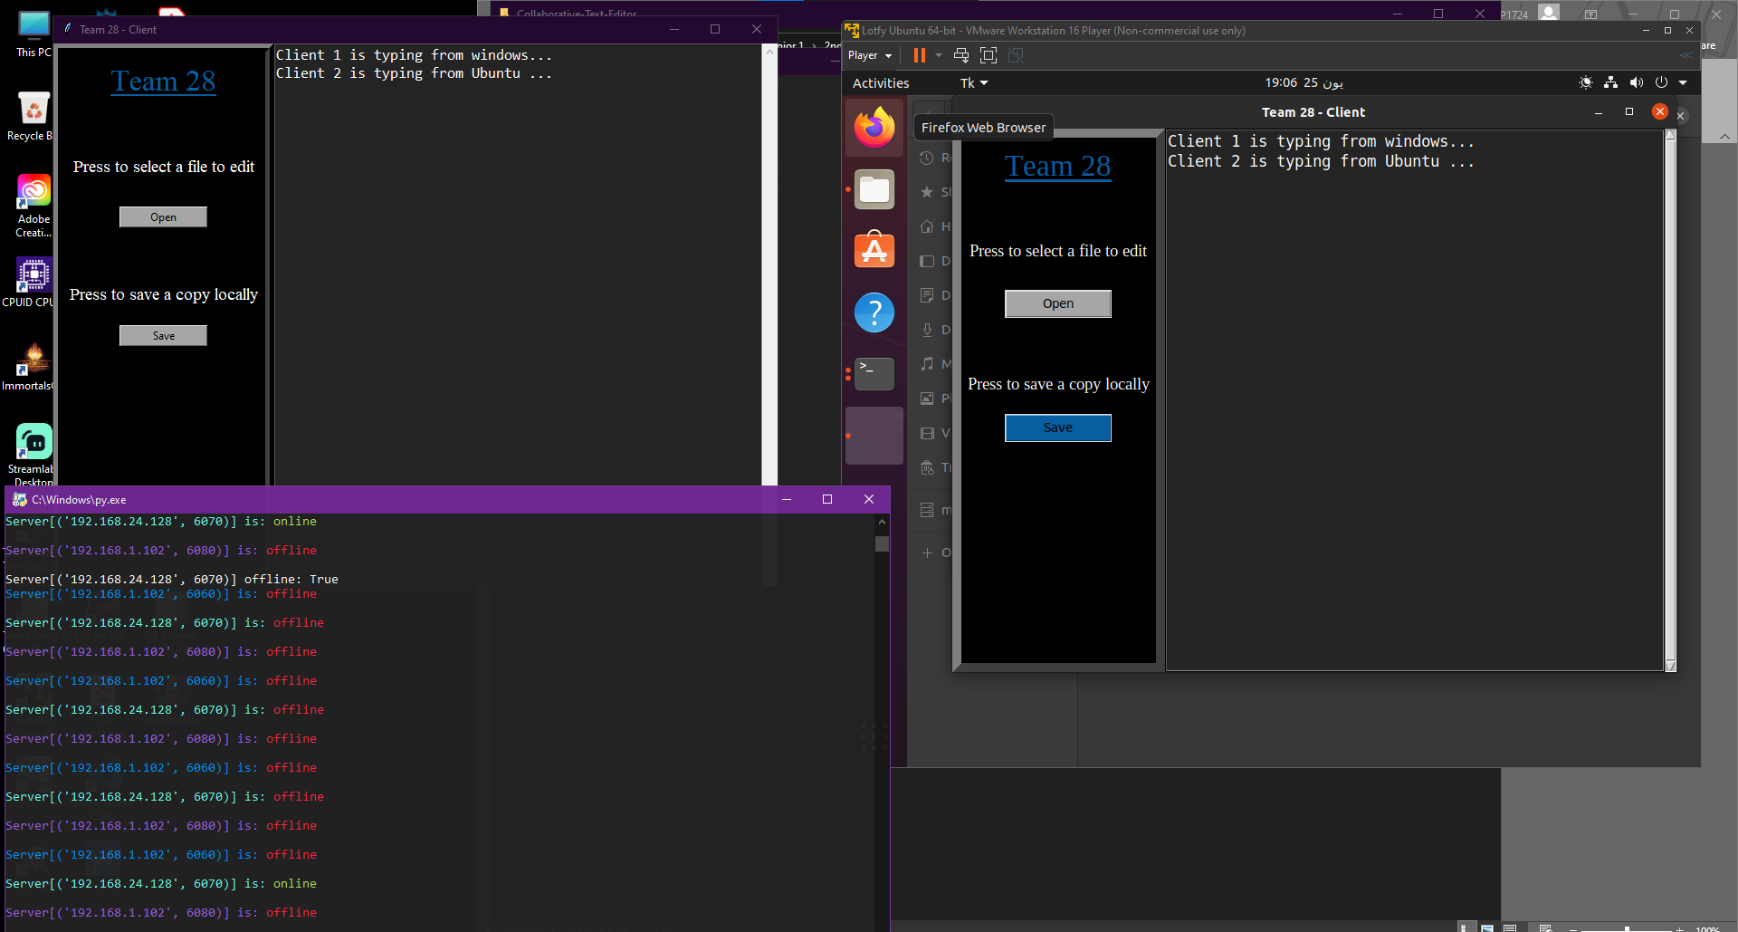 This PC
Recycle B
Adobe
Creati...
CPUID CPU
Immortals
Streamlab
Desktop
Collaborative-Text-Editor
Team 28 - Client
Team 28
Press to select a file to edit
Open
Press to save a copy locally
Save
Client 1 is typing from windows...
Client 2 is typing from Ubuntu ...
P1724
Lotfy Ubuntu 64-bit - VMware Workstation 16 Player (Non-commercial use only)
Player
Activities
Tk
19:06 25 يون
Firefox Web Browser
Team 28 - Client
Team 28
Press to select a file to edit
Open
Press to save a copy locally
Save
Client 1 is typing from windows...
Client 2 is typing from Ubuntu ...
C:\Windows\py.exe
Server[('192.168.24.128', 6070)] is: online
Server[('192.168.1.102', 6080)] is: offline
Server[('192.168.24.128', 6070)] offline: True
Server[('192.168.1.102', 6060)] is: offline
Server[('192.168.24.128', 6070)] is: offline
Server[('192.168.1.102', 6080)] is: offline
Server[('192.168.1.102', 6060)] is: offline
Server[('192.168.24.128', 6070)] is: offline
Server[('192.168.1.102', 6080)] is: offline
Server[('192.168.1.102', 6060)] is: offline
Server[('192.168.24.128', 6070)] is: offline
Server[('192.168.1.102', 6080)] is: offline
Server[('192.168.1.102', 6060)] is: offline
Server[('192.168.24.128', 6070)] is: online
Server[('192.168.1.102', 6080)] is: offline
100%